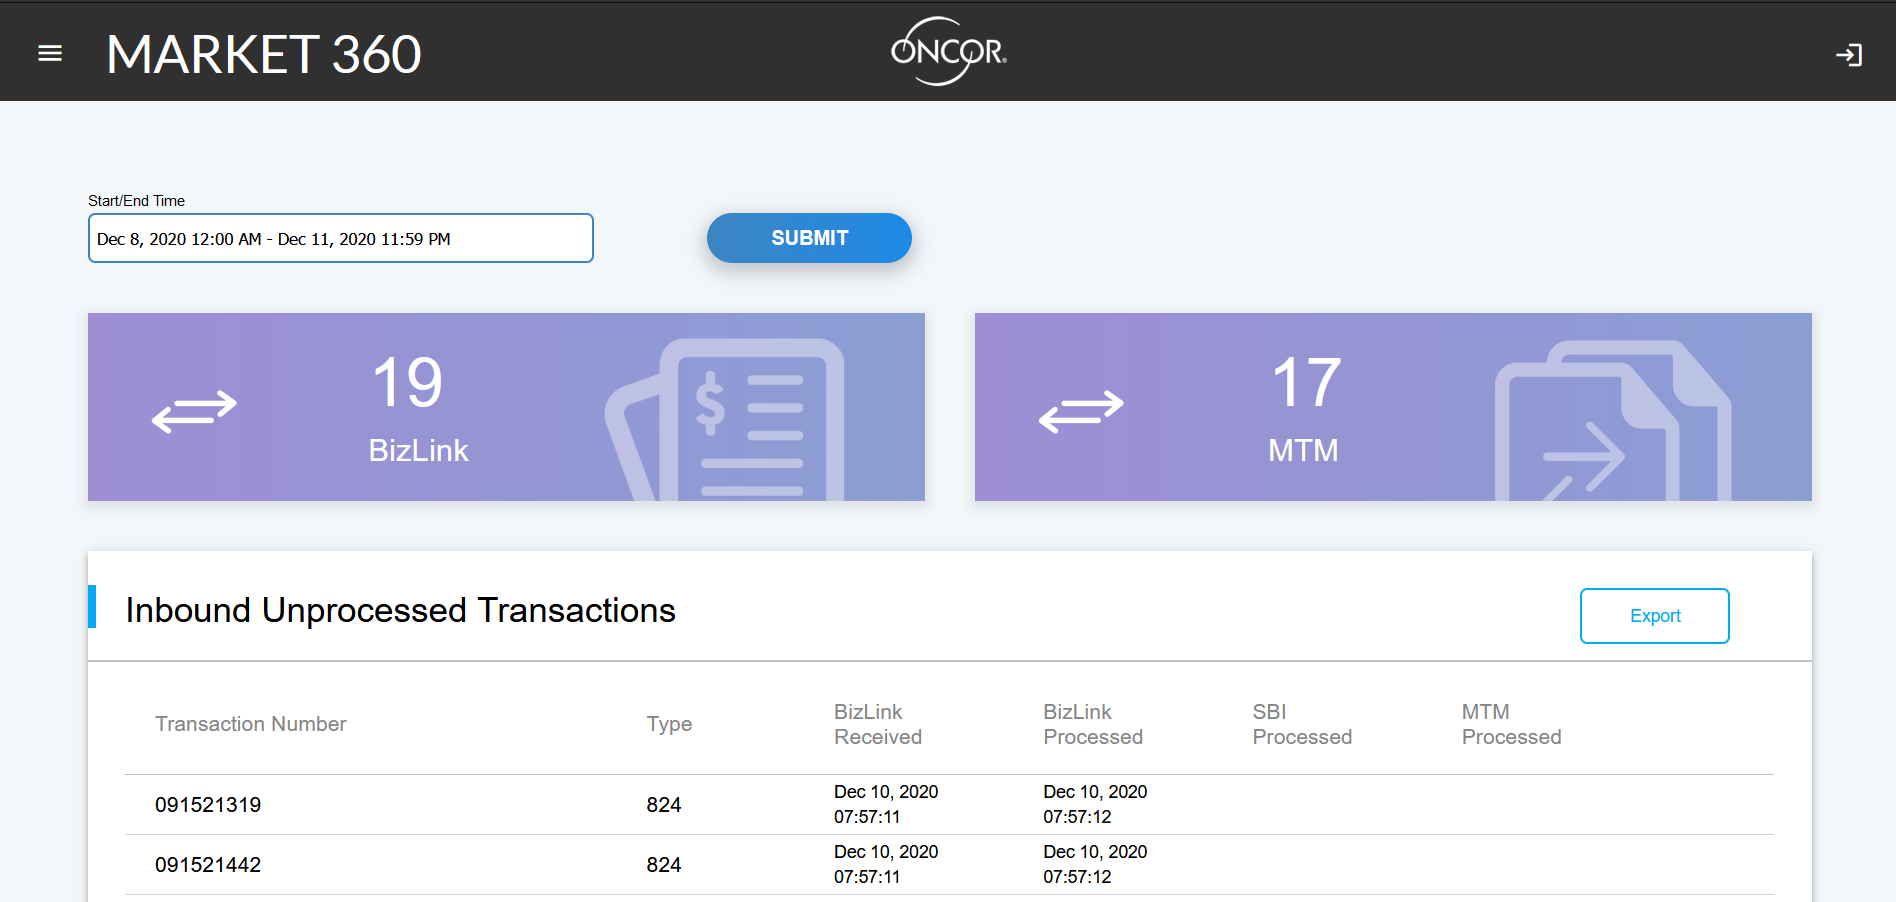 MARKET 360
ONCOR®
Start/End Time
Dec 8, 2020 12:00 AM - Dec 11, 2020 11:59 PM
SUBMIT
19
BizLink
$
17
MTM
Inbound Unprocessed Transactions
Export
Transaction Number
Type
BizLink
Received
BizLink
Processed
SBI
Processed
MTM
Processed
091521319
824
Dec 10, 2020
07:57:11
Dec 10, 2020
07:57:12
091521442
824
Dec 10, 2020
07:57:11
Dec 10, 2020
07:57:12